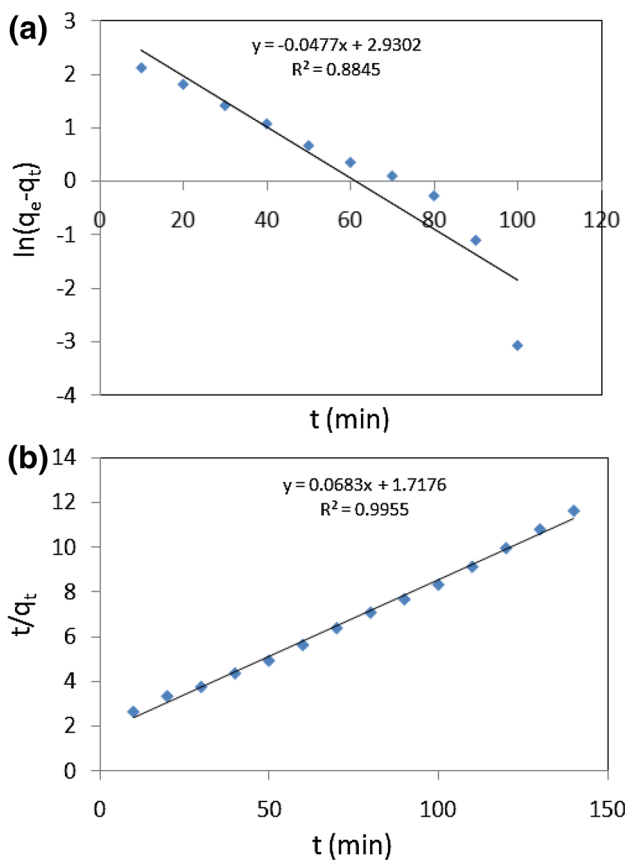 (a)
3
2
1
0
-1
-2
-3
-4
ln(qe-qt)
y = -0.0477x + 2.9302
R² = 0.8845
0 20 40 60 80 100 120
t (min)
(b)
14
12
10
8
6
4
2
0
t/qt
y = 0.0683x + 1.7176
R² = 0.9955
0 50 100 150
t (min)